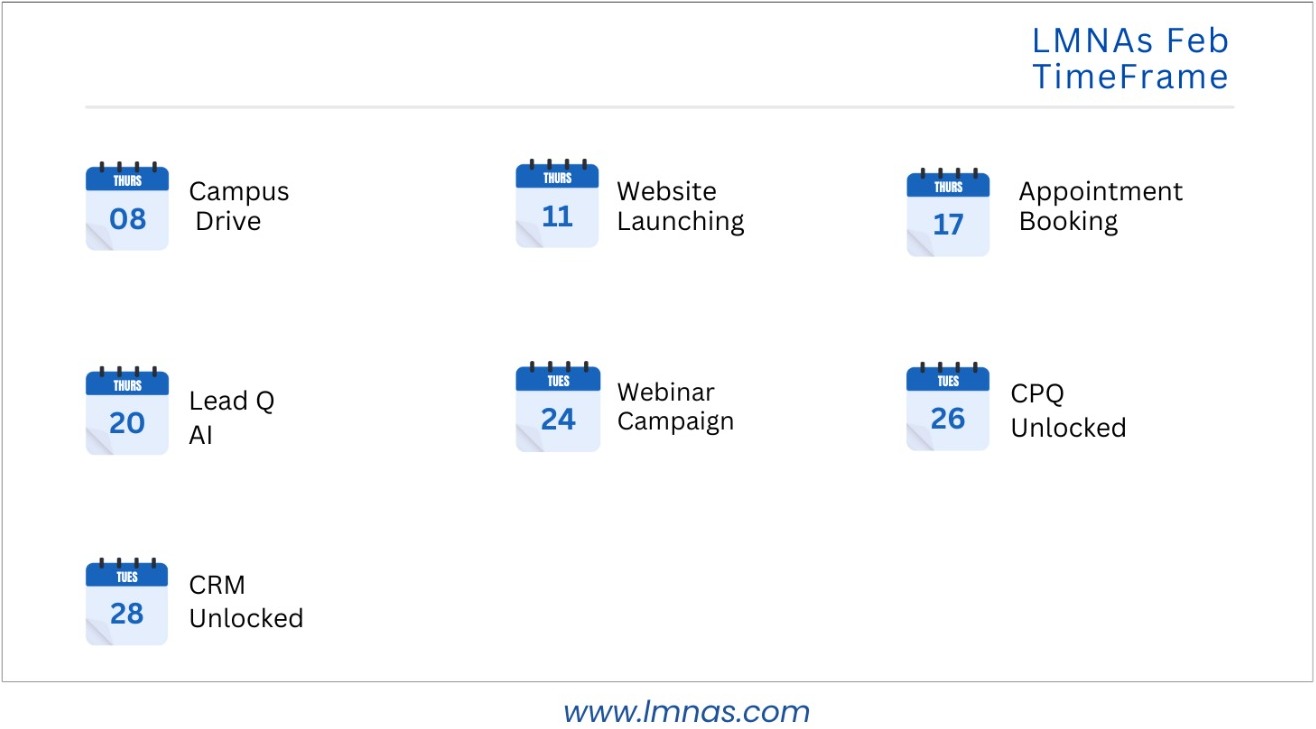 LMNAs Feb
TimeFrame
THURS
08
Campus
Drive
THURS
11
Website
Launching
THURS
17
Appointment
Booking
THURS
20
Lead Q
AI
TUES
24
Webinar
Campaign
TUES
26
CPQ
Unlocked
TUES
28
CRM
Unlocked
www.lmnas.com